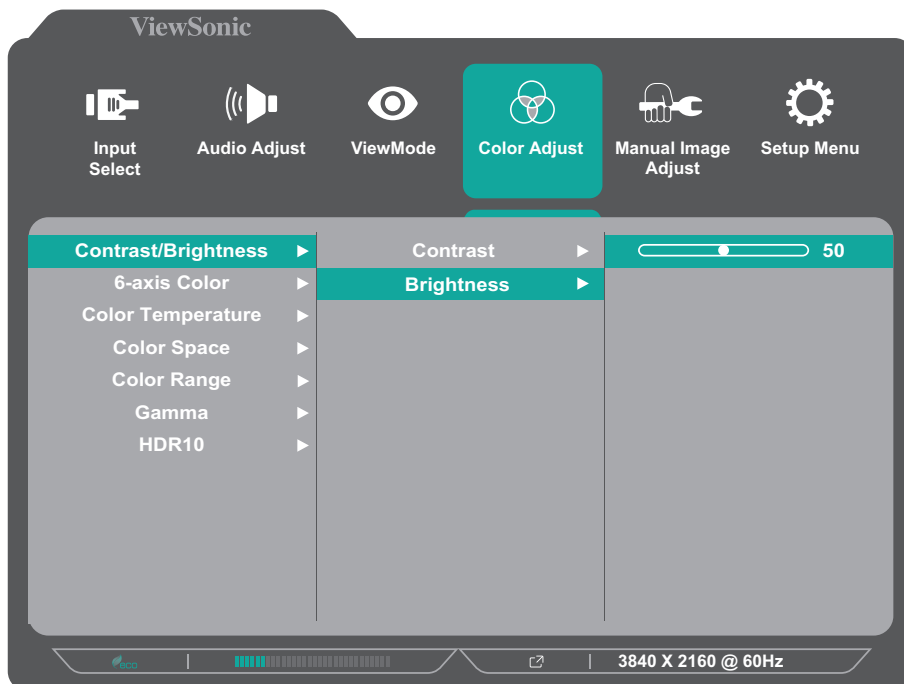 ViewSonic
Input Select
Audio Adjust
ViewMode
Color Adjust
Manual Image Adjust
Setup Menu
Contrast/Brightness
6-axis Color
Color Temperature
Color Space
Color Range
Gamma
HDR10
Contrast
Brightness
50
eco
3840 X 2160 @ 60Hz